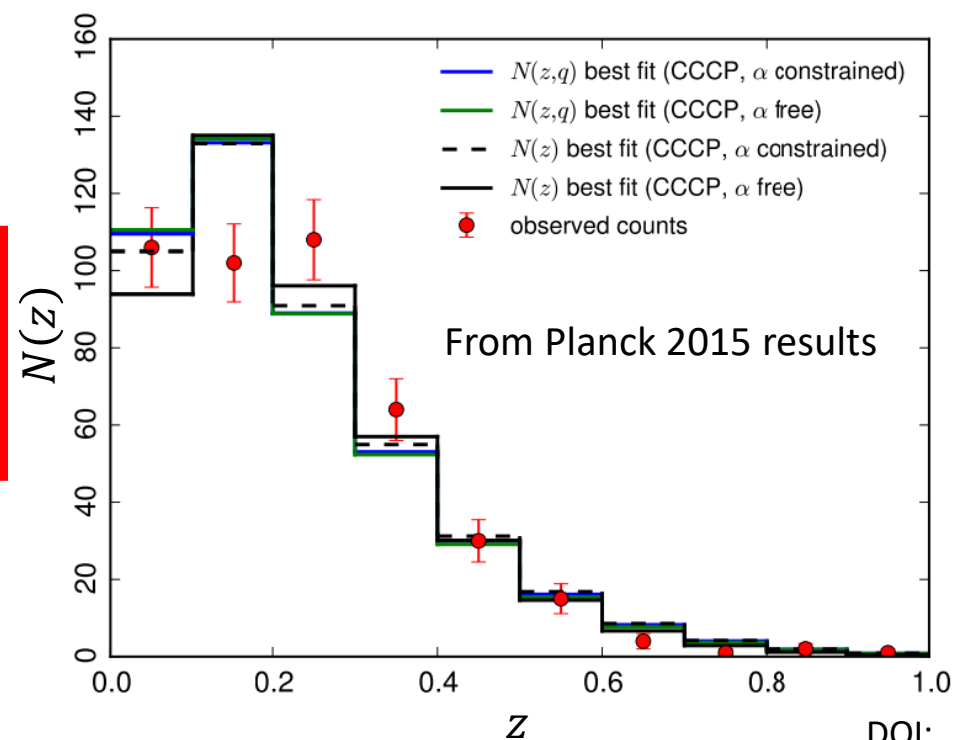 160
140
120
100
80
60
40
20
0
N(z)
N(z,q) best fit (CCCP, α constrained)
N(z,q) best fit (CCCP, α free)
N(z) best fit (CCCP, α constrained)
N(z) best fit (CCCP, α free)
observed counts
From Planck 2015 results
0.0 0.2 0.4 0.6 0.8 1.0
z
DOI: